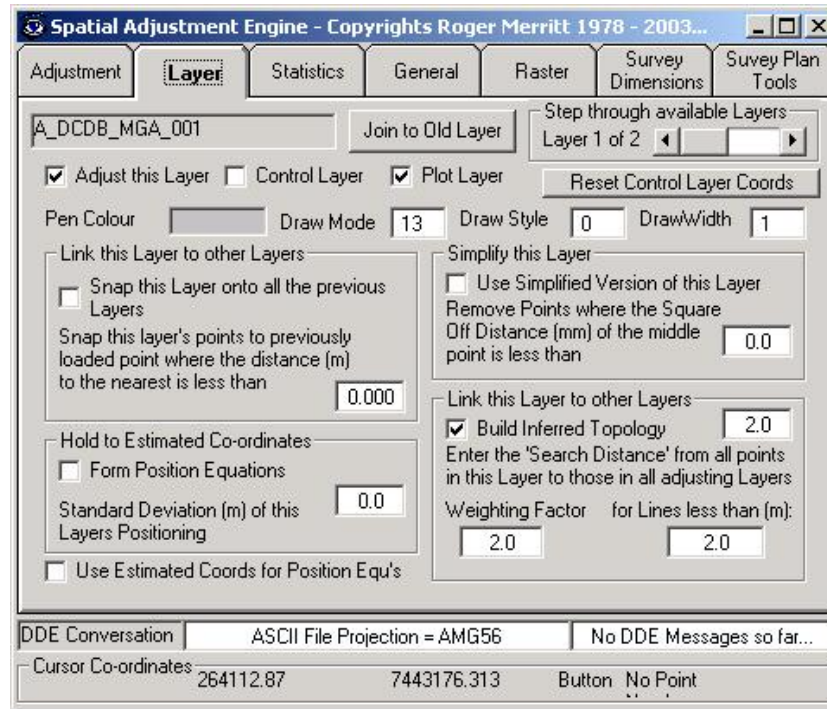 Spatial Adjustment Engine - Copyrights Roger Merritt 1978 - 2003...
Adjustment
Layer
Statistics
General
Raster
Survey
Dimensions
Suvey Plan
Tools
A_DCDB_MGA_001
Join to Old Layer
Step through available Layers
Layer 1 of 2
Adjust this Layer
Control Layer
Plot Layer
Reset Control Layer Coords
Pen Colour
Draw Mode 13
Draw Style 0
DrawWidth 1
Link this Layer to other Layers
Snap this Layer onto all the previous
Layers
Snap this layer's points to previously
loaded point where the distance (m)
to the nearest is less than
0.000
Simplify this Layer
Use Simplified Version of this Layer
Remove Points where the Square
Off Distance (mm) of the middle
point is less than
0.0
Hold to Estimated Co-ordinates
Form Position Equations
Standard Deviation (m) of this
Layers Positioning
0.0
Use Estimated Coords for Position Equ's
Link this Layer to other Layers
Build Inferred Topology 2.0
Enter the 'Search Distance' from all points
in this Layer to those in all adjusting Layers
Weighting Factor for Lines less than (m):
2.0 2.0
DDE Conversation
ASCII File Projection = AMG56
No DDE Messages so far...
Cursor Co-ordinates
264112.87 7443176.313 Button No Point